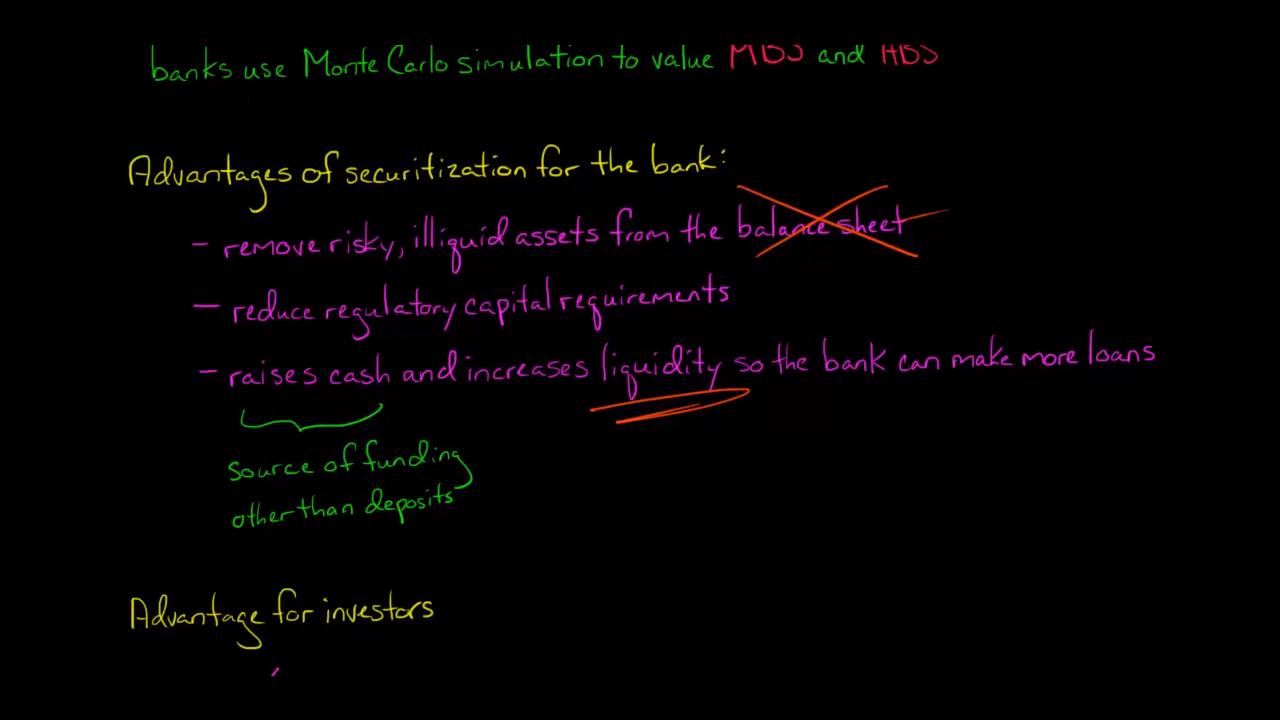 banks use Monte Carlo simulation to value MBS and ABS
Advantages of securitization for the bank:
- remove risky, illiquid assets from the balance sheet
- reduce regulatory capital requirements
- raises cash and increases liquidity so the bank can make more loans
source of funding
other than deposits
Advantage for investors